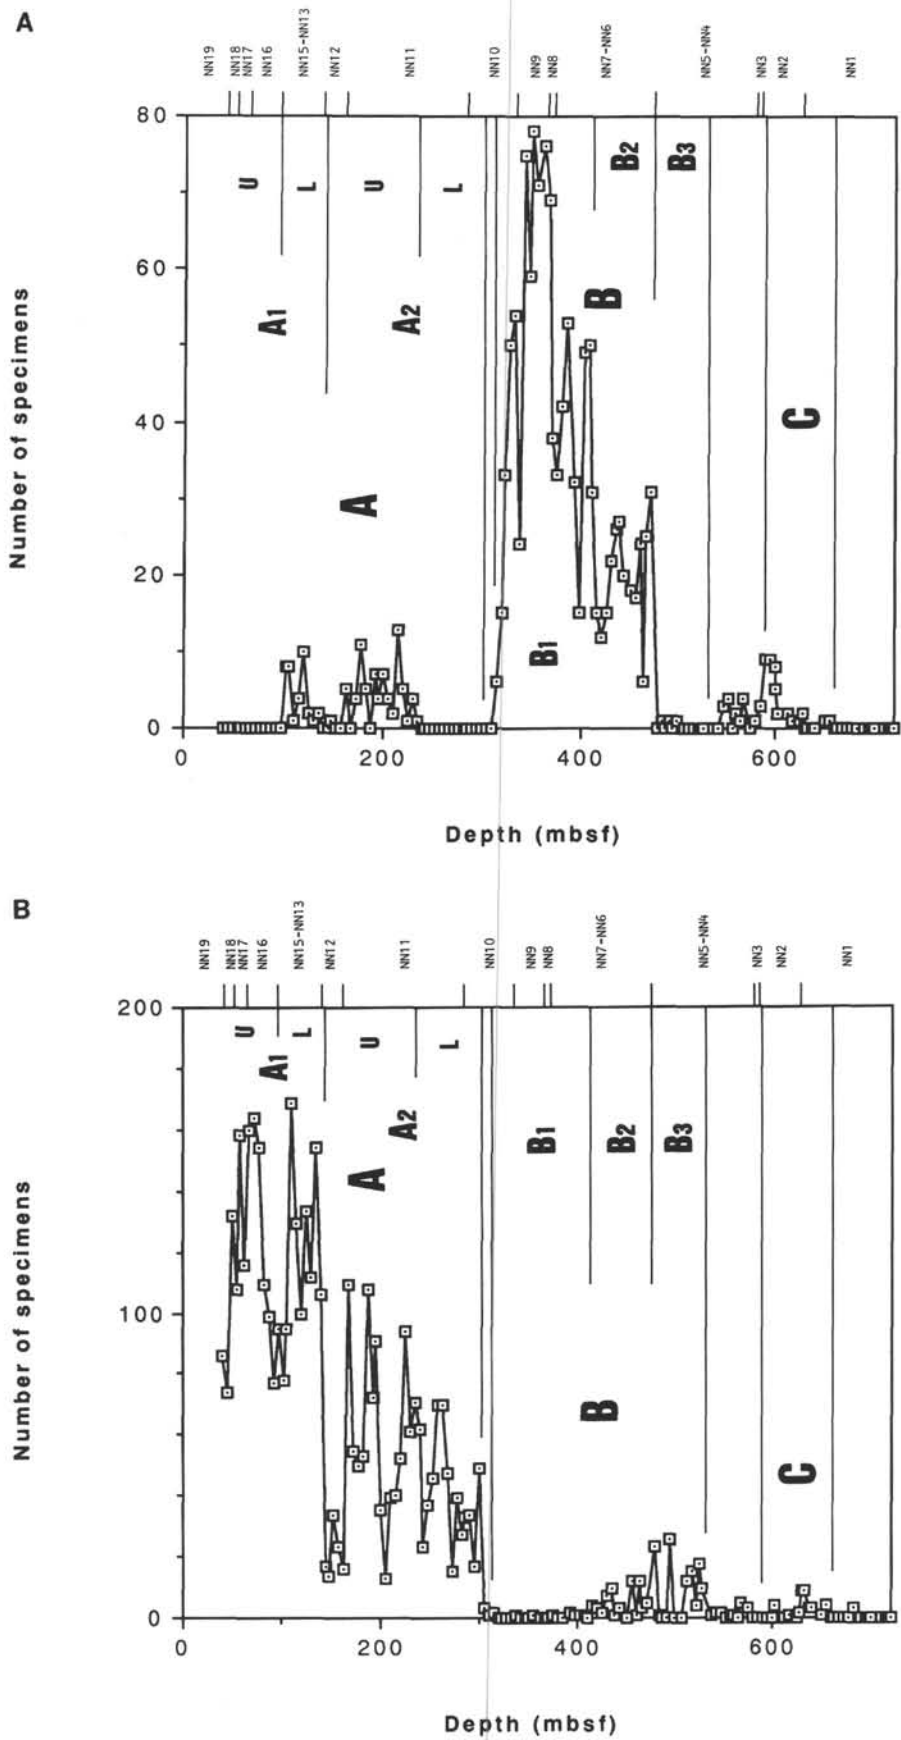 A
NN19 NN18 NN17 NN16 NN15-NN13 NN12 NN11 NN10 NN9 NN8 NN7-NN6 NN5-NN4 NN3 NN2 NN1
80
60
40
20
0
Number of specimens
U L U L B2 B3
A1 A2 B
C
A
B1
0 200 400 600
Depth (mbsf)
B
NN19 NN18 NN17 NN16 NN15-NN13 NN12 NN11 NN10 NN9 NN8 NN7-NN6 NN5-NN4 NN3 NN2 NN1
200
100
0
Number of specimens
U L U L
A1
A2 B1 B2 B3
A
B
C
0 200 400 600
Depth (mbsf)